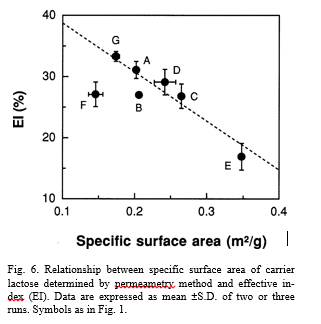 40
30
20
10
EI (%)
G
A
D
F
B
C
E
0.1
0.2
0.3
0.4
Specific surface area (m²/g)
Fig. 6. Relationship between specific surface area of carrier
lactose determined by permeametry method and effective in-
dex (EI). Data are expressed as mean ±S.D. of two or three
runs. Symbols as in Fig. 1.